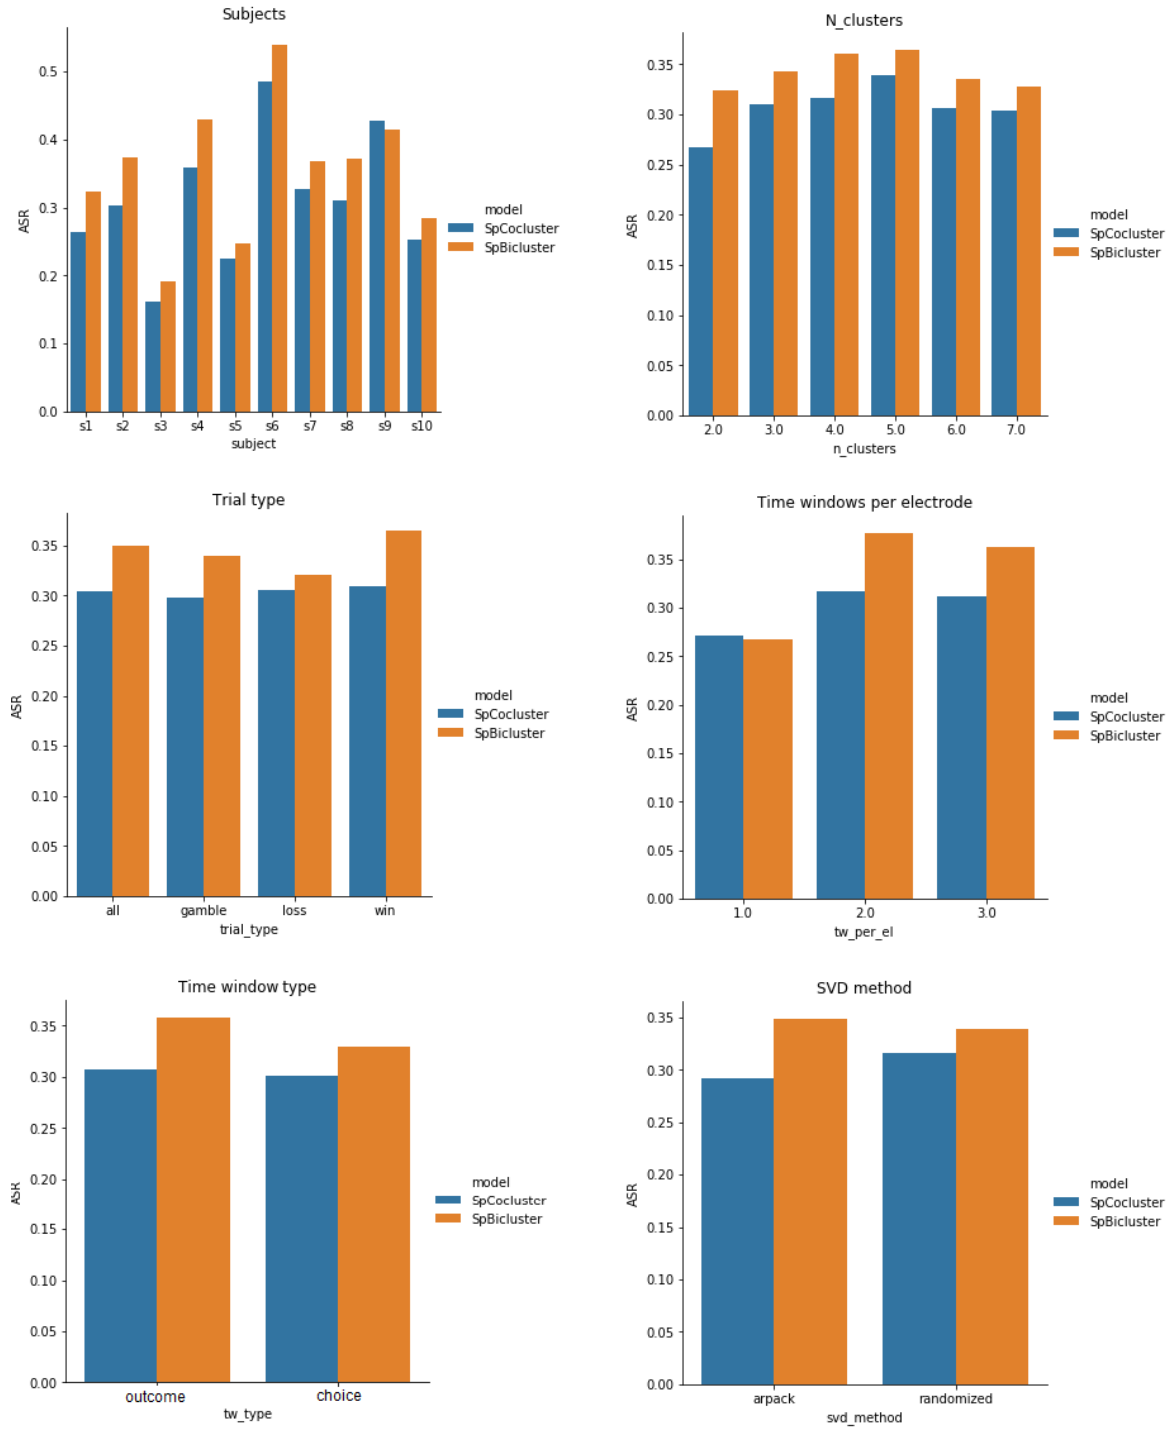 Subjects
0.5
0.4
0.3
0.2
0.1
0.0
ASR
s1 s2 s3 s4 s5 s6 s7 s8 s9 s10
subject
model
SpCocluster
SpBicluster
N_clusters
0.35
0.30
0.25
0.20
0.15
0.10
0.05
0.00
ASR
2.0 3.0 4.0 5.0 6.0 7.0
n_clusters
model
SpCocluster
SpBicluster
Trial type
0.35
0.30
0.25
0.20
0.15
0.10
0.05
0.00
ASR
all gamble loss win
trial_type
model
SpCocluster
SpBicluster
Time windows per electrode
0.35
0.30
0.25
0.20
0.15
0.10
0.05
0.00
ASR
1.0 2.0 3.0
tw_per_el
model
SpCocluster
SpBicluster
Time window type
0.35
0.30
0.25
0.20
0.15
0.10
0.05
0.00
ASR
outcome choice
tw_type
model
SpCocluster
SpBicluster
SVD method
0.35
0.30
0.25
0.20
0.15
0.10
0.05
0.00
ASR
arpack randomized
svd_method
model
SpCocluster
SpBicluster